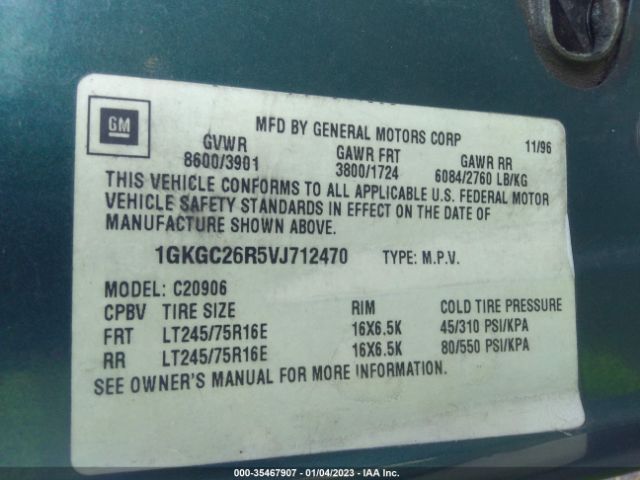 GM
MFD BY GENERAL MOTORS CORP 11/96
GVWR GAWR FRT GAWR RR
8600/3901 3800/1724 6084/2760 LB/KG
THIS VEHICLE CONFORMS TO ALL APPLICABLE U.S. FEDERAL MOTOR
VEHICLE SAFETY STANDARDS IN EFFECT ON THE DATE OF
MANUFACTURE SHOWN ABOVE.
1GKGC26R5VJ712470 TYPE: M.P.V.
MODEL: C20906
CPBV TIRE SIZE RIM COLD TIRE PRESSURE
FRT LT245/75R16E 16X6.5K 45/310 PSI/KPA
RR LT245/75R16E 16X6.5K 80/550 PSI/KPA
SEE OWNER'S MANUAL FOR MORE INFORMATION.
000-35467907 - 01/04/2023 - IAA Inc.